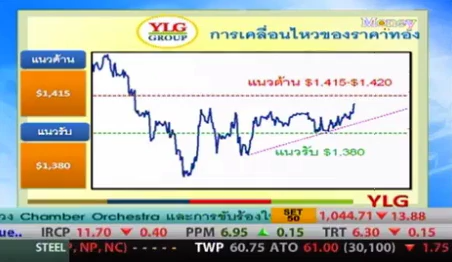 YLG
GROUP
การเคลื่อนไหวของราคาทอง
Money
แนวต้าน
$1,415
แนวต้าน $1.415-$1,420
แนวรับ
$1,380
แนวรับ $1,380
YLG
วง Chamber Orchestra และการขับร้อง
SET 50 1,044.71 ▼ 13.88
IRCP 11.70 ▼ 0.40 PPM 6.95 ▲ 0.15 TRT 6.30 ▼ 0.15
STEEL NP, NC) - - - TWP 60.75 ATO 61.00 (30,100) ▼ 1.75